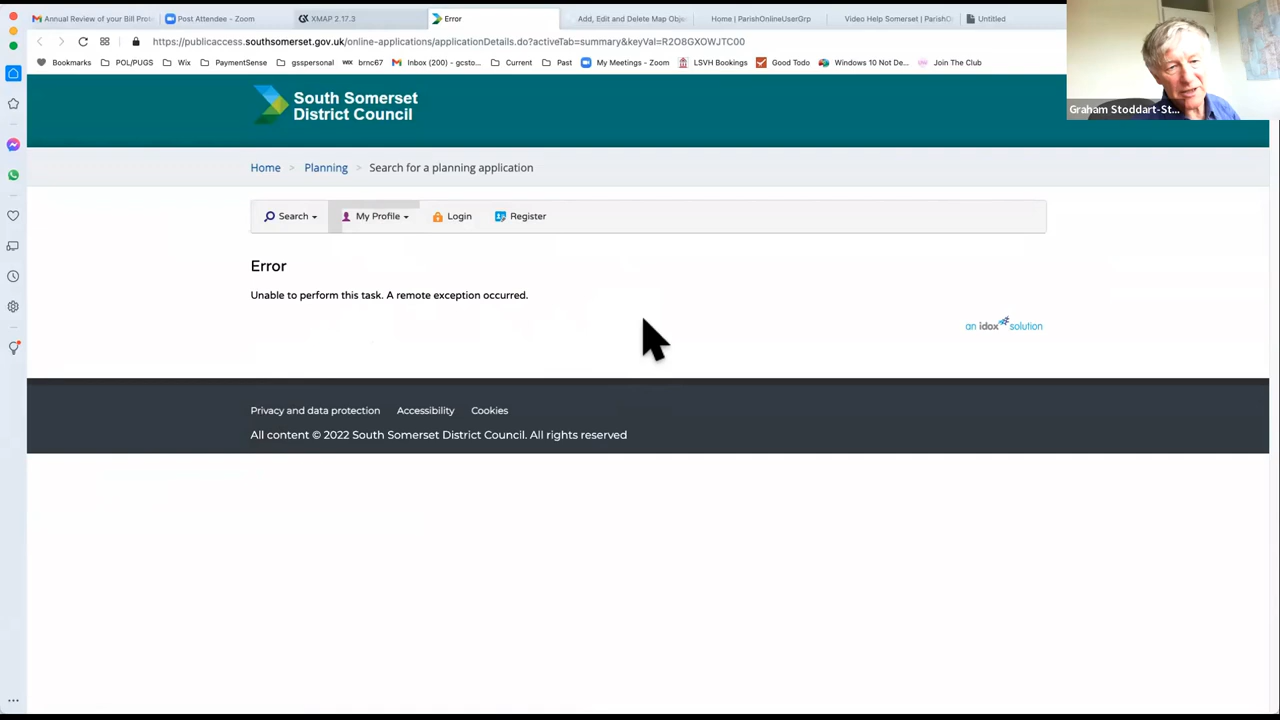 Annual Review of your Bill Prot
Post Attendee - Zoom
XMAP 2.17.3
Error
Add, Edit and Delete Map Obje
Home | ParishOnlineUserGrp
Video Help Somerset | ParishO
Untitled
https://publicaccess.southsomerset.gov.uk/online-applications/applicationDetails.do?activeTab=summary&keyVal=R2O8GXOWJTC00
Bookmarks
POL/PUGS
Wix
PaymentSense
gsspersonal
WIX brnc67
Inbox (200) - gcsto...
Current
Past
My Meetings - Zoom
LSVH Bookings
Good Todo
Windows 10 Not De...
Join The Club
Graham Stoddart-St...
South Somerset
District Council
Home > Planning > Search for a planning application
Search
My Profile
Login
Register
Error
Unable to perform this task. A remote exception occurred.
an idox solution
Privacy and data protection
Accessibility
Cookies
All content © 2022 South Somerset District Council. All rights reserved